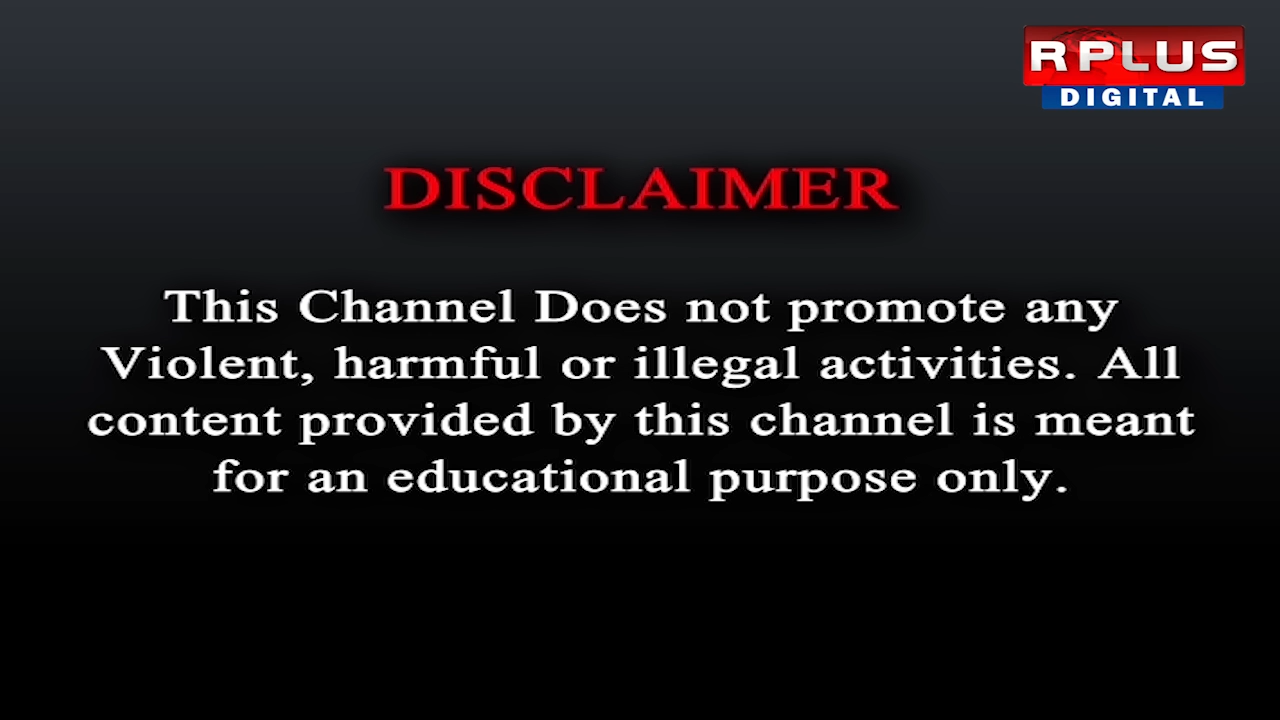 RPLUS
DIGITAL
DISCLAIMER
This Channel Does not promote any
Violent, harmful or illegal activities. All
content provided by this channel is meant
for an educational purpose only.